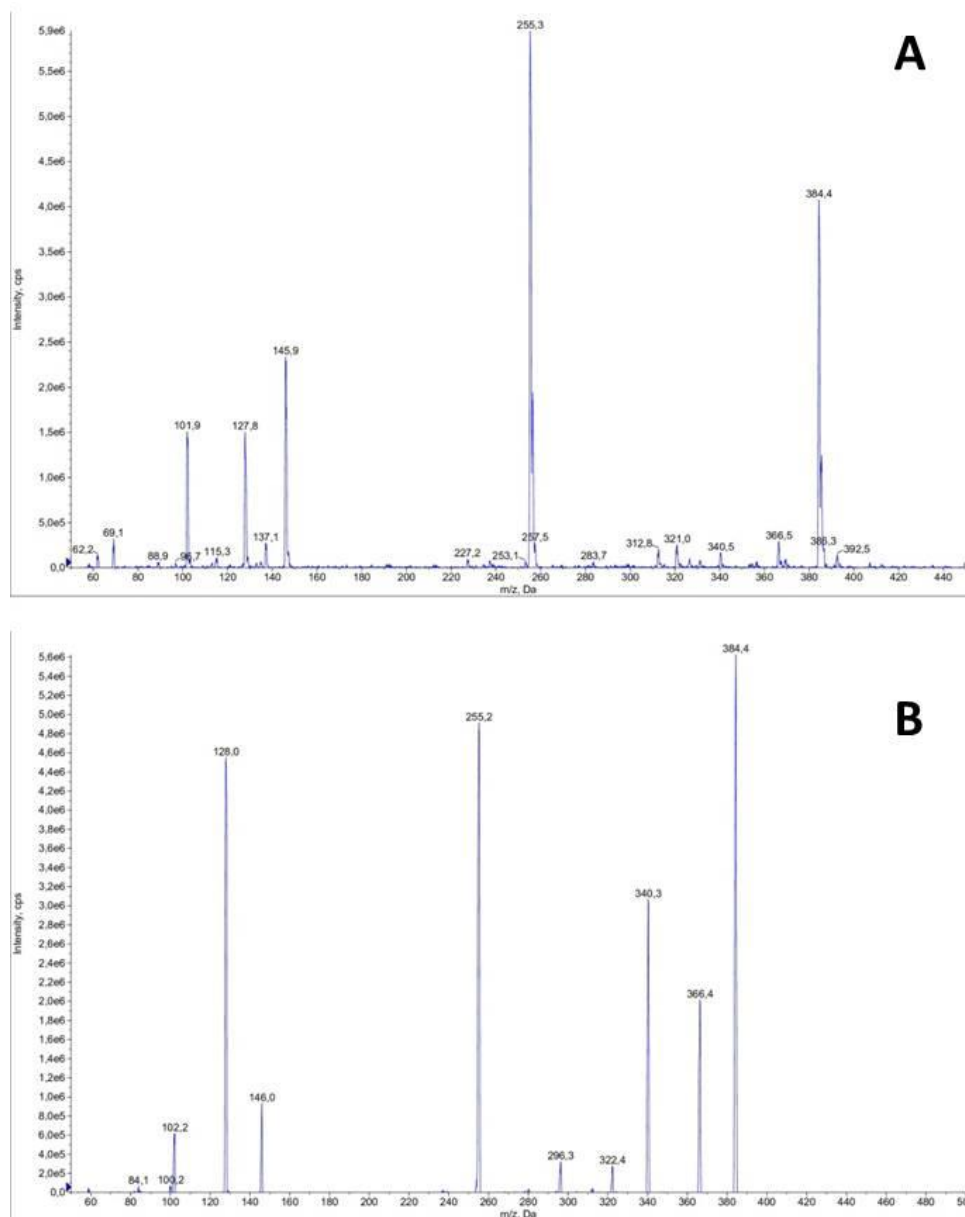 A
5,9e6
5,5e6
5,0e6
4,5e6
4,0e6
3,5e6
3,0e6
2,5e6
2,0e6
1,5e6
1,0e6
5,0e5
0,0
Intensity, cps
255,3
384,4
145,9
101,9
127,8
62,2
69,1
88,9
115,3
137,1
227,2
253,1
257,5
283,7
312,8
321,0
340,5
366,5
386,3
392,5
60 80 100 120 140 160 180 200 220 240 260 280 300 320 340 360 380 400 420 440
m/z, Da
B
5,6e6
5,4e6
5,2e6
5,0e6
4,8e6
4,6e6
4,4e6
4,2e6
4,0e6
3,8e6
3,6e6
3,4e6
3,2e6
3,0e6
2,8e6
2,6e6
2,4e6
2,2e6
2,0e6
1,8e6
1,6e6
1,4e6
1,2e6
1,0e6
8,0e5
6,0e5
4,0e5
2,0e5
0,0
Intensity, cps
384,4
255,2
128,0
340,3
366,4
146,0
102,2
84,1
100,2
296,3
322,4
60 80 100 120 140 160 180 200 220 240 260 280 300 320 340 360 380 400 420 440 460 480
m/z, Da